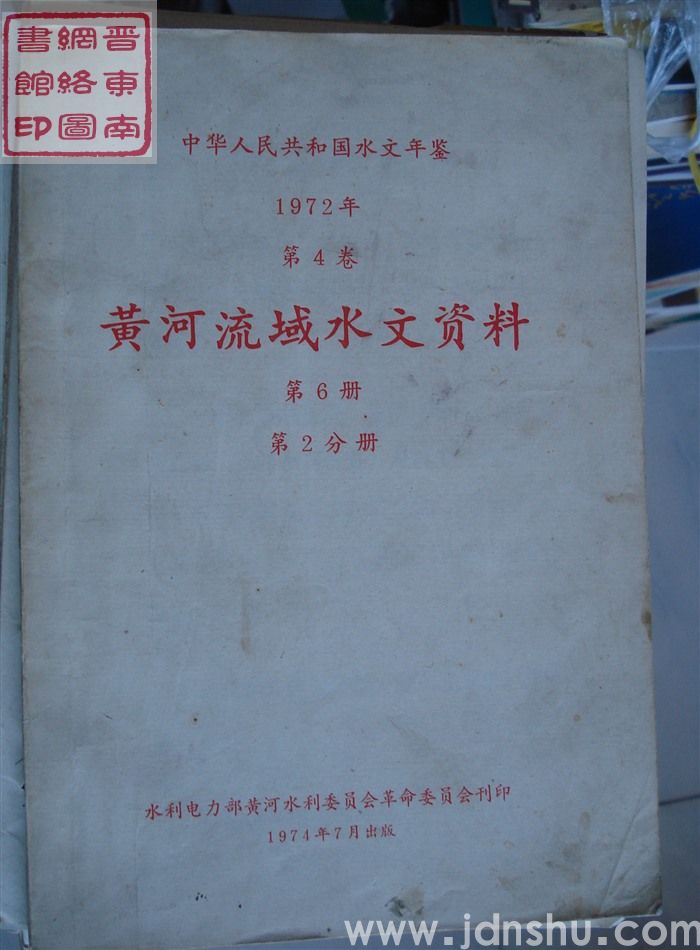 晋东南
網絡圖
書館印
中华人民共和国水文年鉴
1972年
第4卷
黄河流域水文资料
第6册
第2分册
水利电力部黄河水利委员会革命委员会刊印
1974年7月出版
www.jdnshu.com